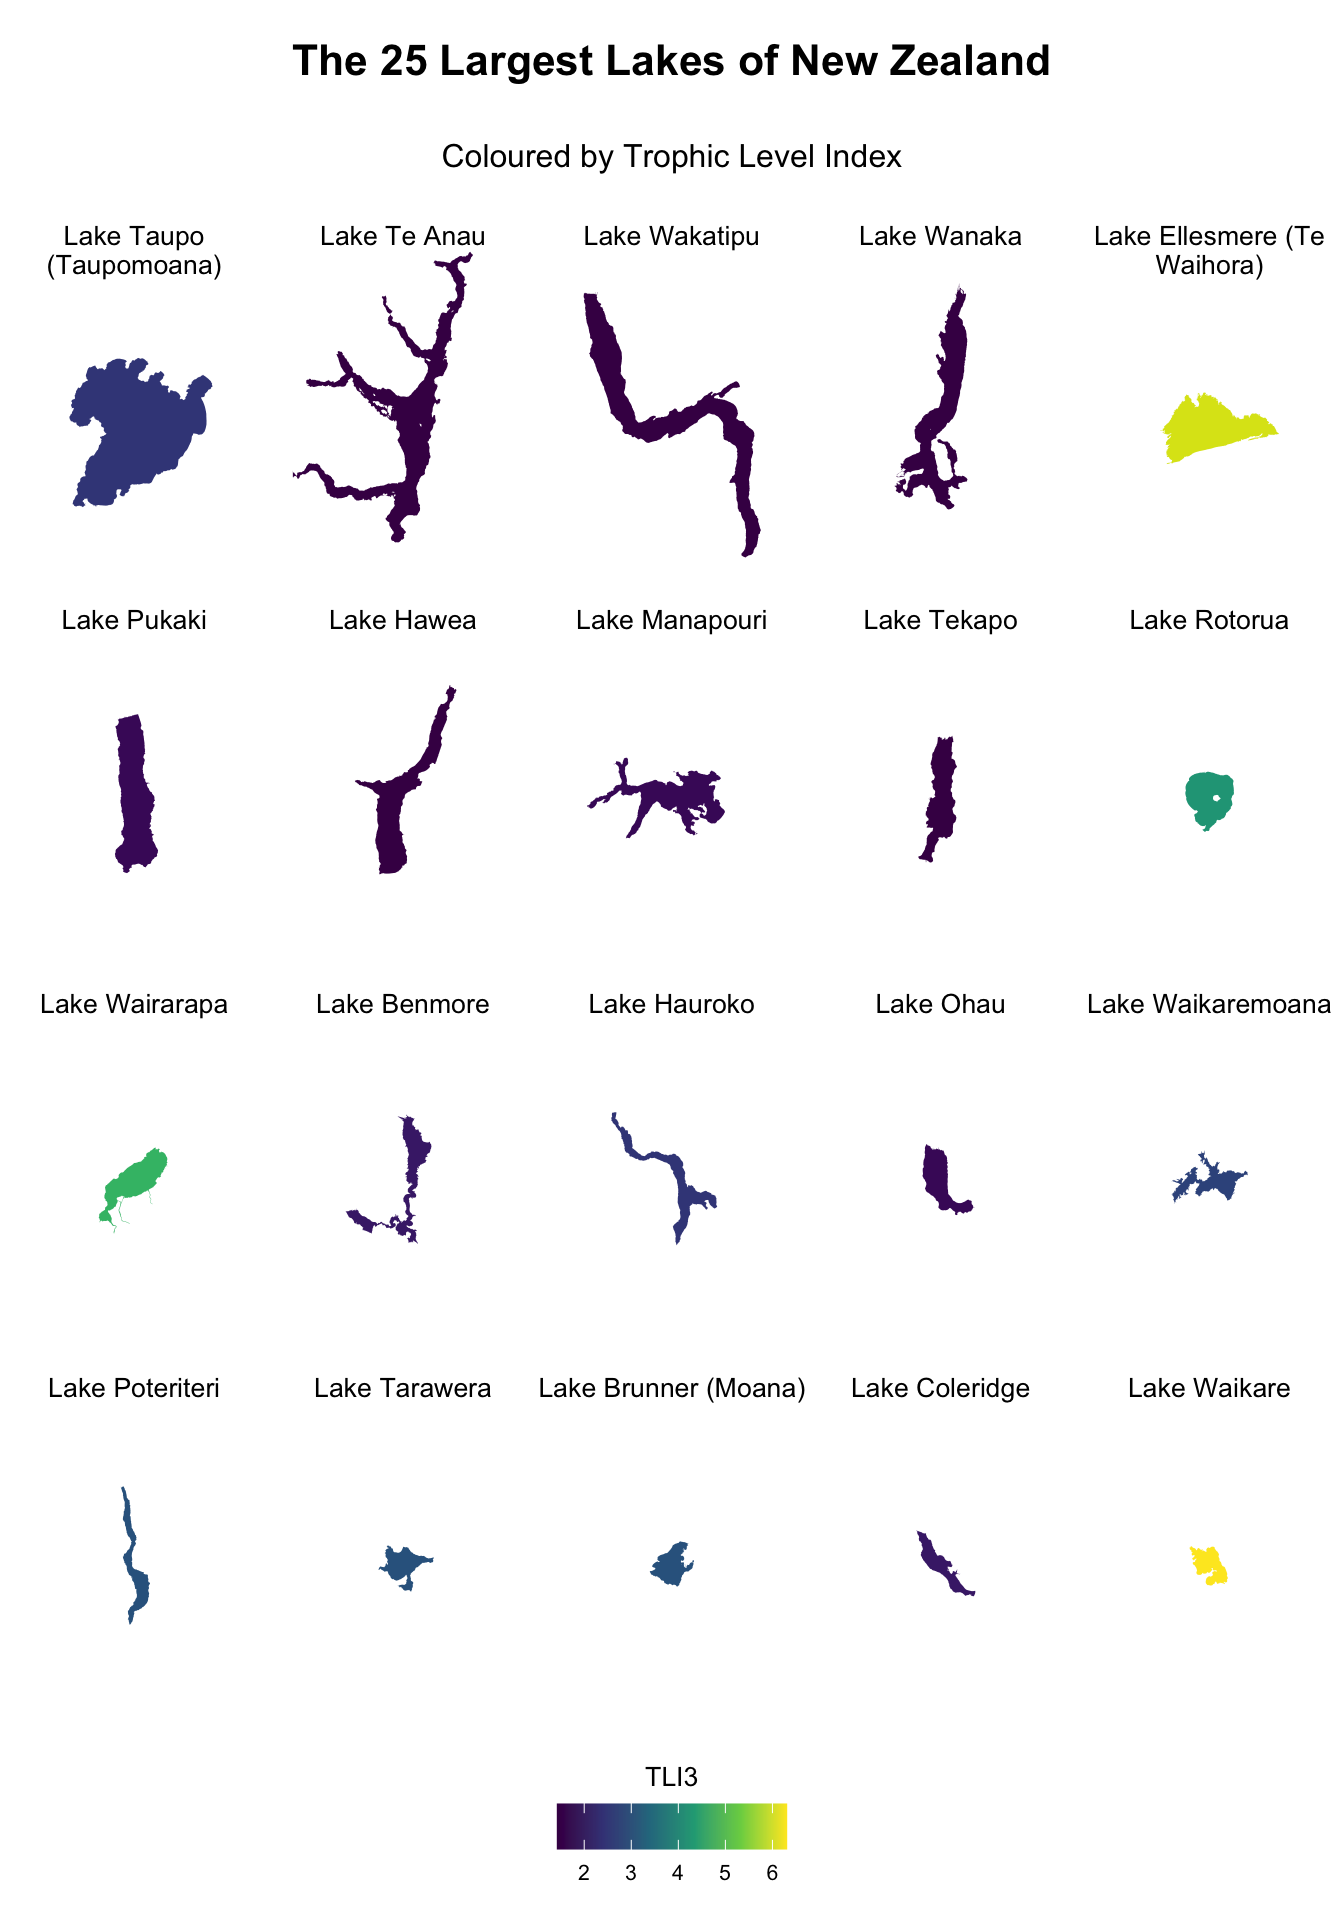 The 25 Largest Lakes of New Zealand
Coloured by Trophic Level Index
Lake Taupo
(Taupomoana)
Lake Te Anau
Lake Wakatipu
Lake Wanaka
Lake Ellesmere (Te
Waihora)
Lake Pukaki
Lake Hawea
Lake Manapouri
Lake Tekapo
Lake Rotorua
Lake Wairarapa
Lake Benmore
Lake Hauroko
Lake Ohau
Lake Waikaremoana
Lake Poteriteri
Lake Tarawera
Lake Brunner (Moana)
Lake Coleridge
Lake Waikare
TLI3
2 3 4 5 6